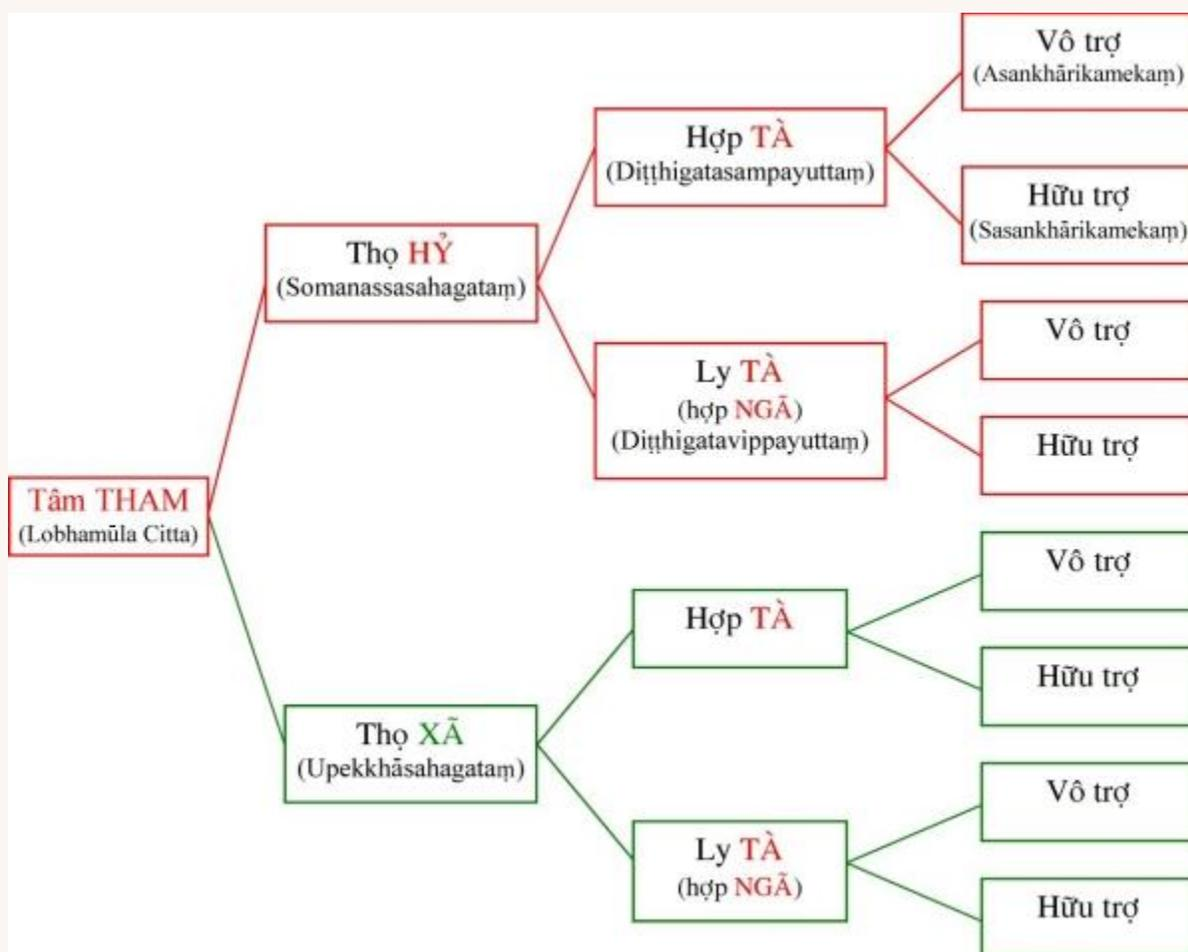 Vô trợ
(Asankhārikamekaṃ)
Hợp TÀ
(Diṭṭhigatasampayuttaṃ)
Hữu trợ
(Sasankhārikamekaṃ)
Thọ HỶ
(Somanassasahagataṃ)
Vô trợ
Ly TÀ
(hợp NGÃ)
(Diṭṭhigatavippayuttaṃ)
Hữu trợ
Tâm THAM
(Lobhamūla Citta)
Vô trợ
Hợp TÀ
Hữu trợ
Thọ XÃ
(Upekkhāsahagataṃ)
Vô trợ
Ly TÀ
(hợp NGÃ)
Hữu trợ